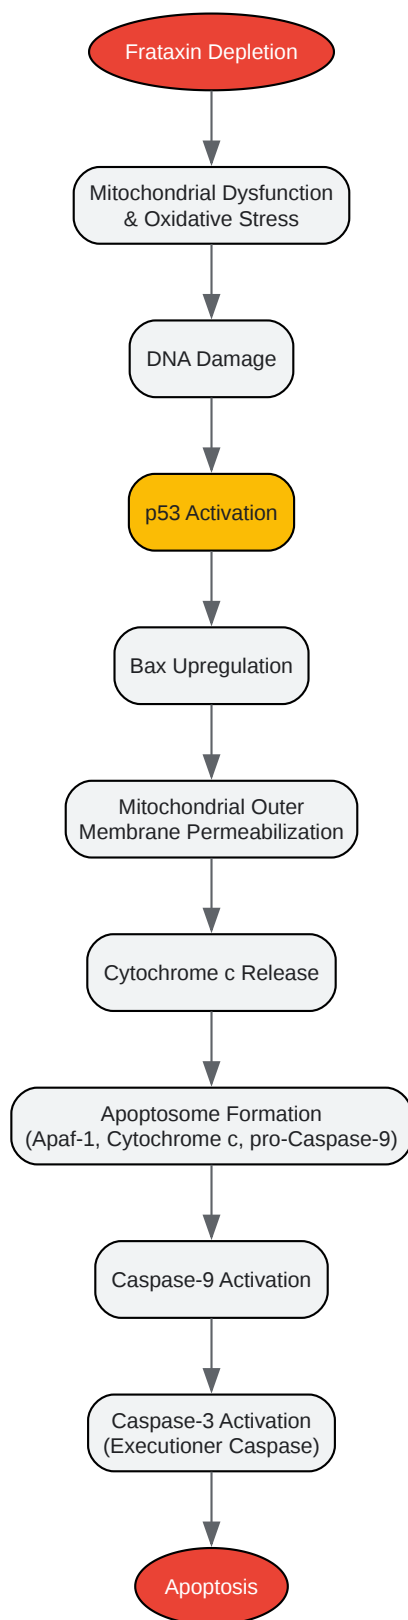 Frataxin Depletion
Mitochondrial Dysfunction
& Oxidative Stress
DNA Damage
p53 Activation
Bax Upregulation
Mitochondrial Outer
Membrane Permeabilization
Cytochrome c Release
Apoptosome Formation
(Apaf-1, Cytochrome c, pro-Caspase-9)
Caspase-9 Activation
Caspase-3 Activation
(Executioner Caspase)
Apoptosis